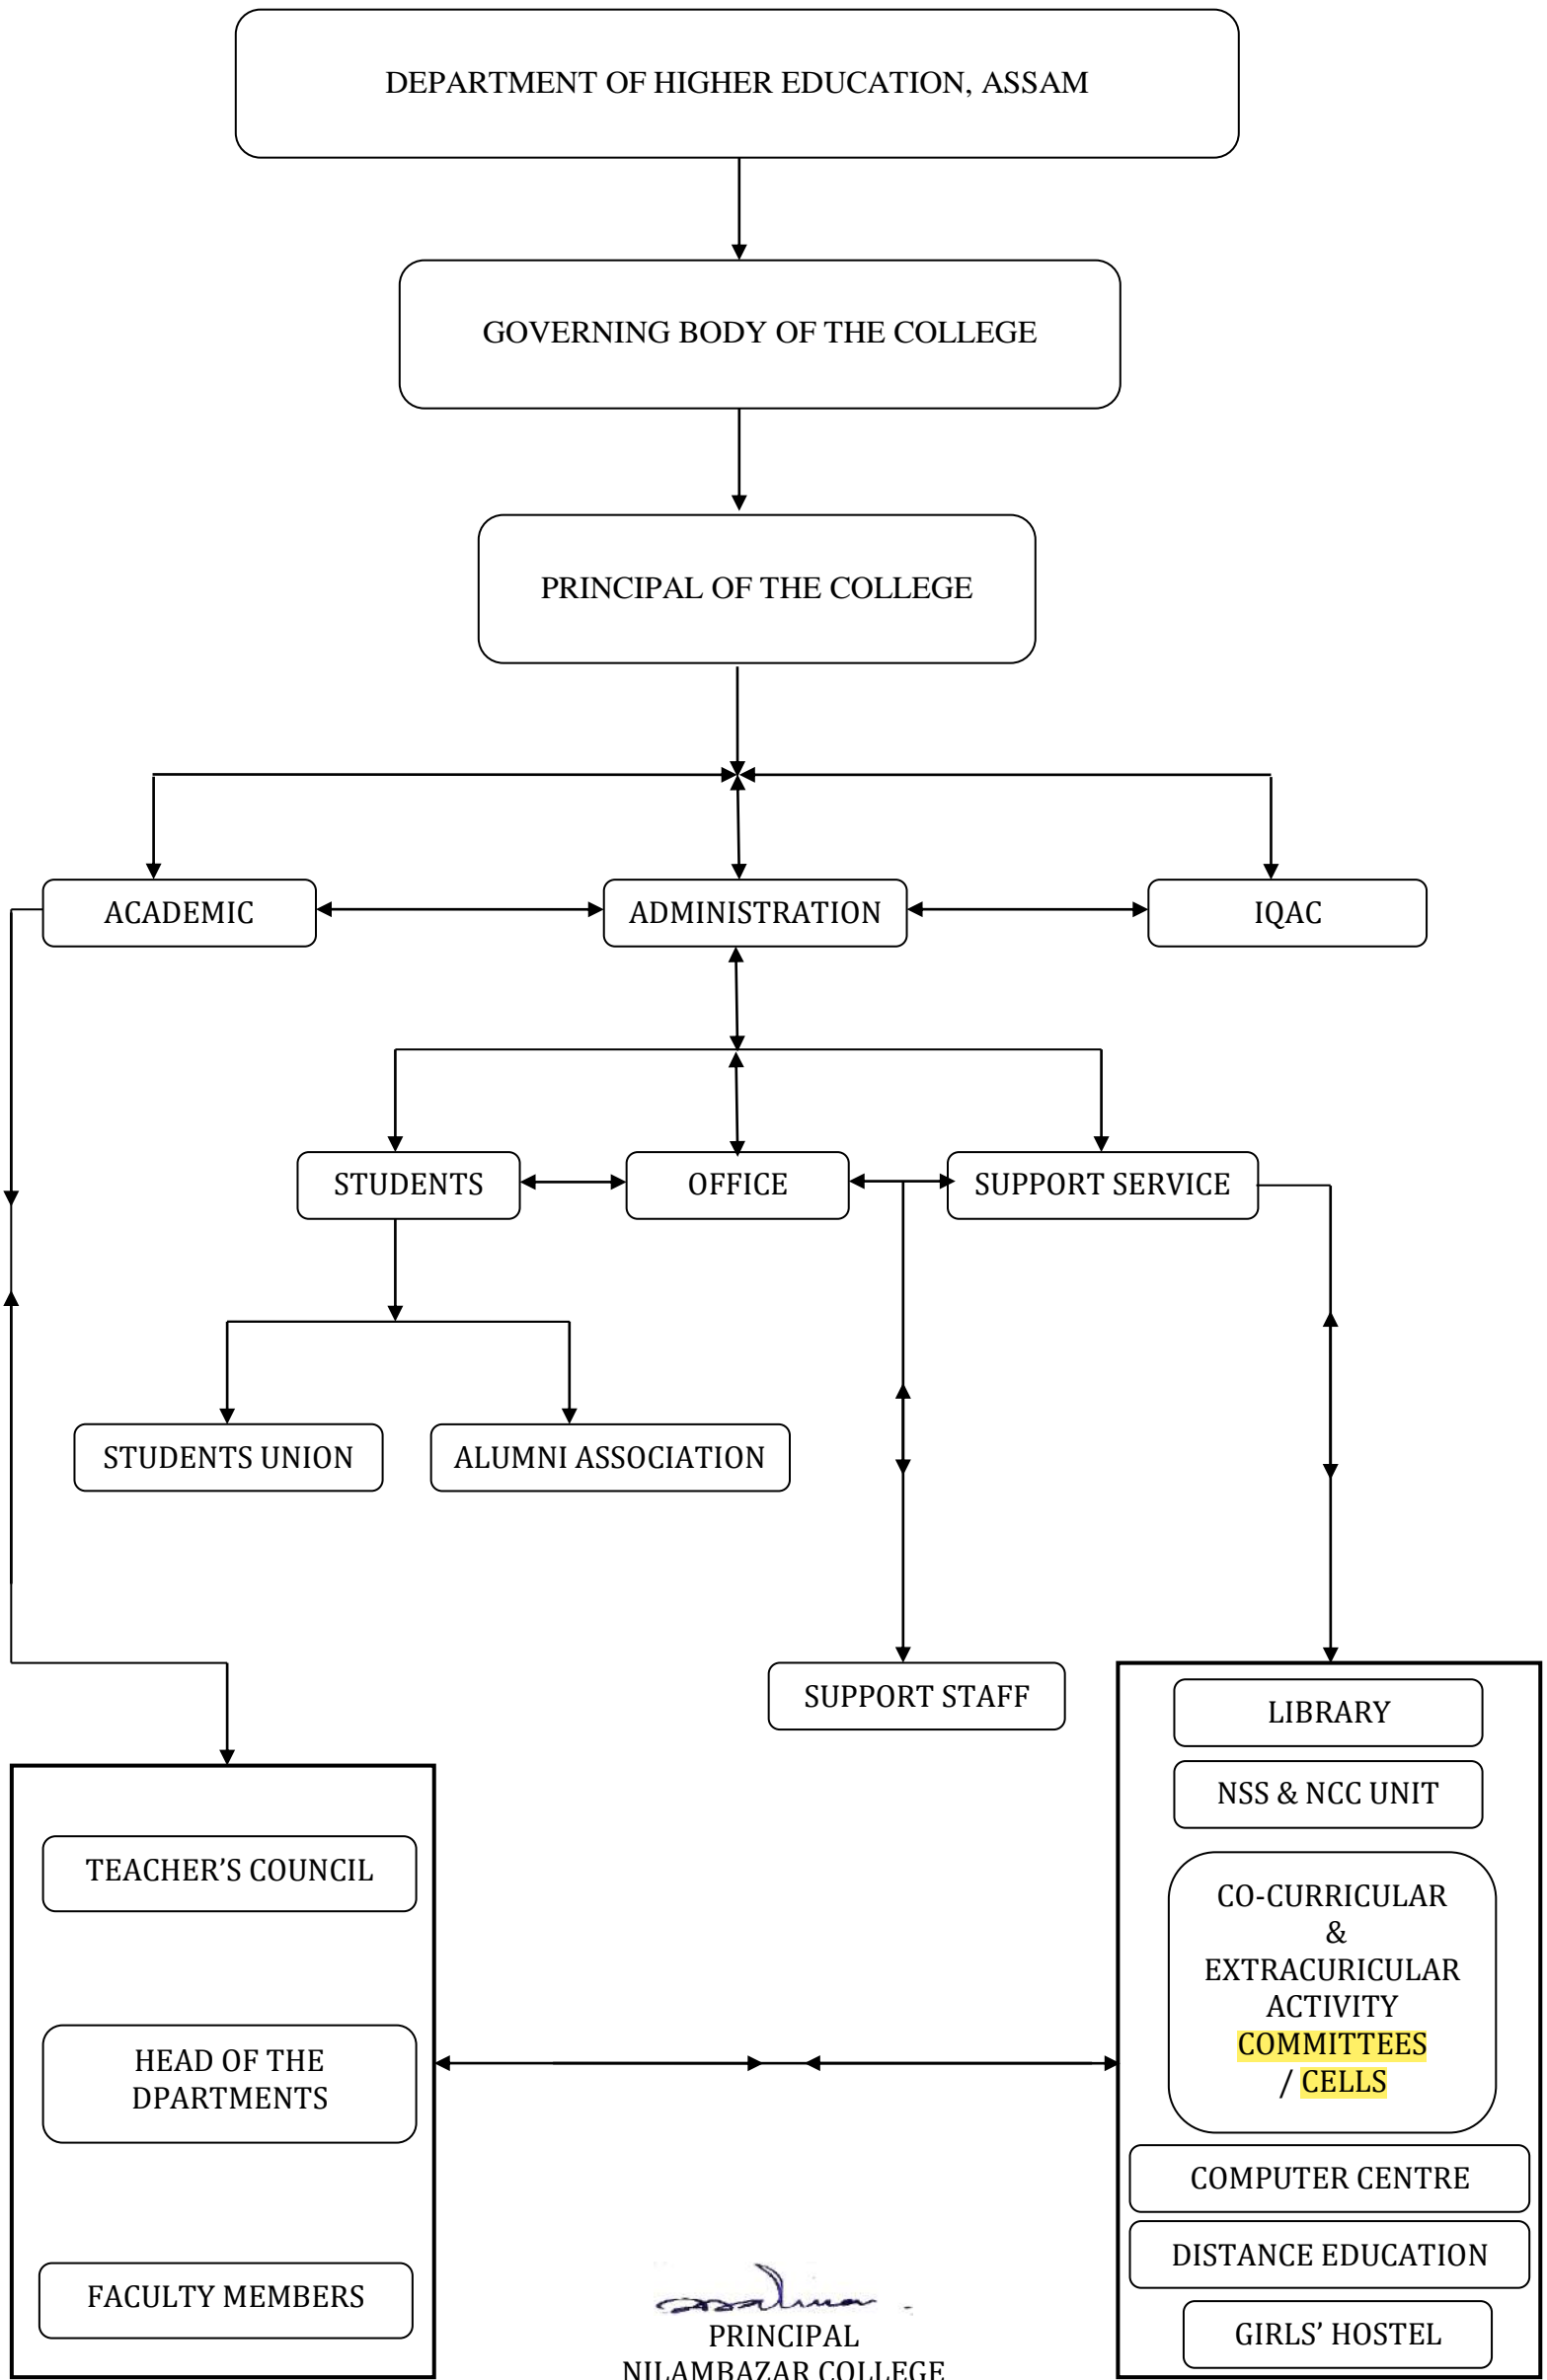 DEPARTMENT OF HIGHER EDUCATION, ASSAM
GOVERNING BODY OF THE COLLEGE
PRINCIPAL OF THE COLLEGE
ACADEMIC
ADMINISTRATION
IQAC
STUDENTS
OFFICE
SUPPORT SERVICE
STUDENTS UNION
ALUMNI ASSOCIATION
SUPPORT STAFF
LIBRARY
NSS & NCC UNIT
TEACHER’S COUNCIL
CO-CURRICULAR
&
EXTRACURICULAR
ACTIVITY
COMMITTEES
/ CELLS
HEAD OF THE
DPARTMENTS
COMPUTER CENTRE
DISTANCE EDUCATION
FACULTY MEMBERS
GIRLS’ HOSTEL
PRINCIPAL
NILAMBAZAR COLLEGE